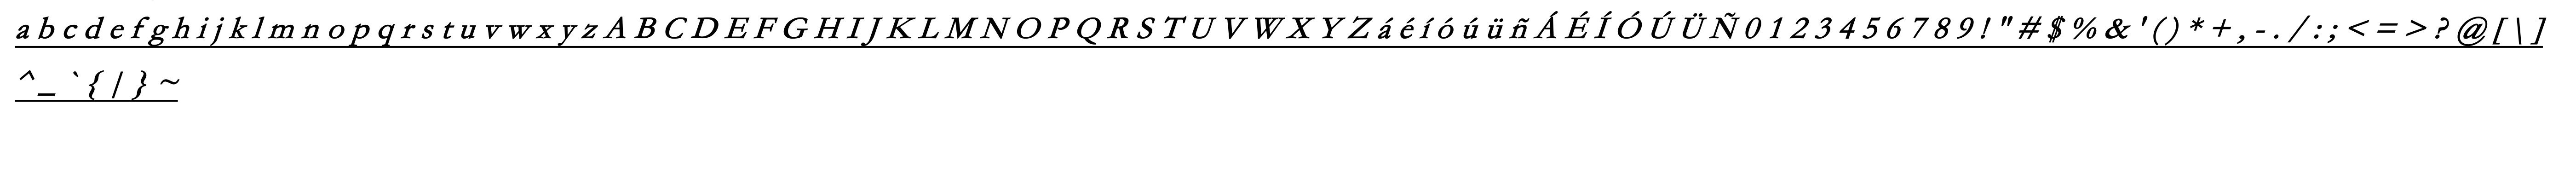 a b c d e f g h i j k l m n o p q r s t u v w x y z A B C D E F G H I J K L M N O P Q R S T U V W X Y Z á é í ó ú ü ñ Á É Í Ó Ú Ü Ñ 0 1 2 3 4 5 6 7 8 9 ! " # $ % & ' ( ) * + , - . / : ; < = > ? @ [ \ ]
^ _ ` { | } ~